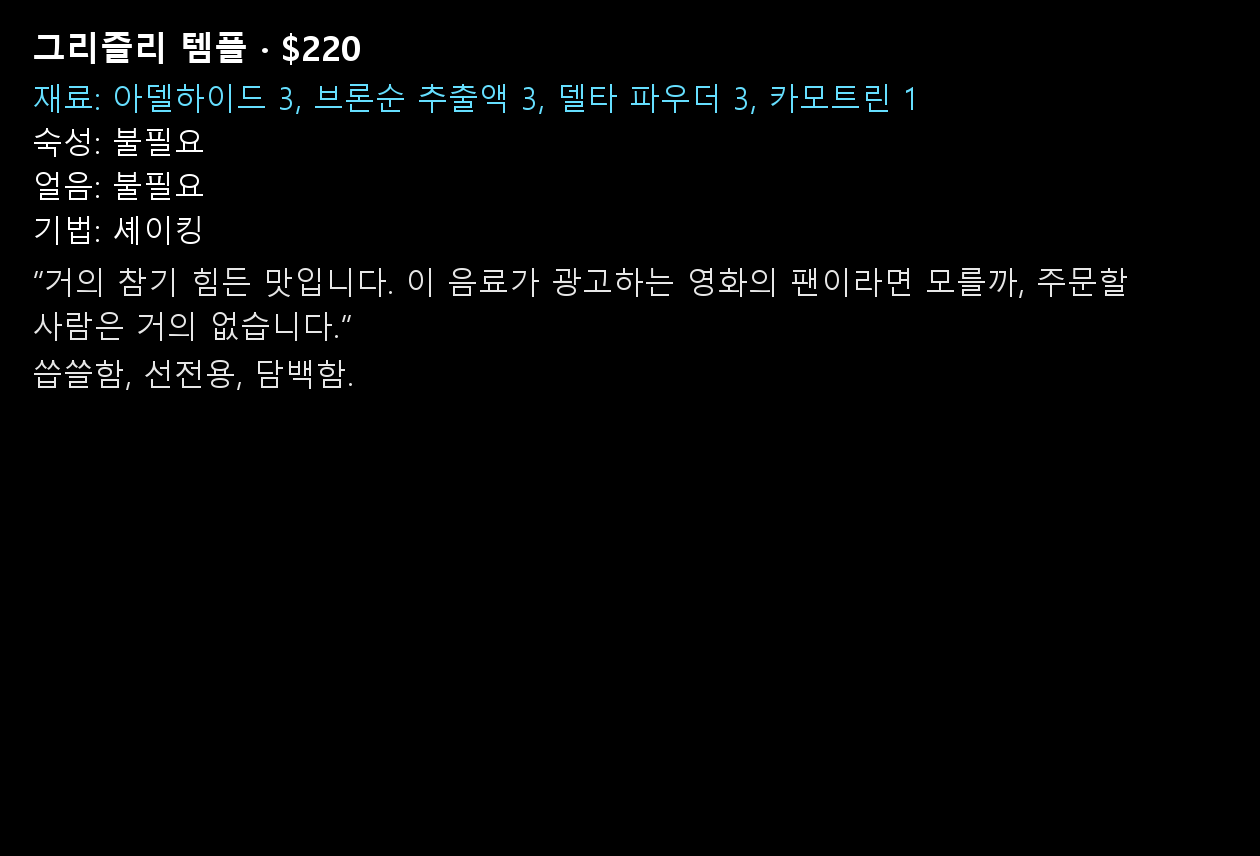 그리즐리 템플 · $220
재료: 아델하이드 3, 브론순 추출액 3, 델타 파우더 3, 카모트린 1
숙성: 불필요
얼음: 불필요
기법: 셰이킹
"거의 참기 힘든 맛입니다. 이 음료가 광고하는 영화의 팬이라면 모를까, 주문할
사람은 거의 없습니다."
씁쓸함, 선전용, 담백함.